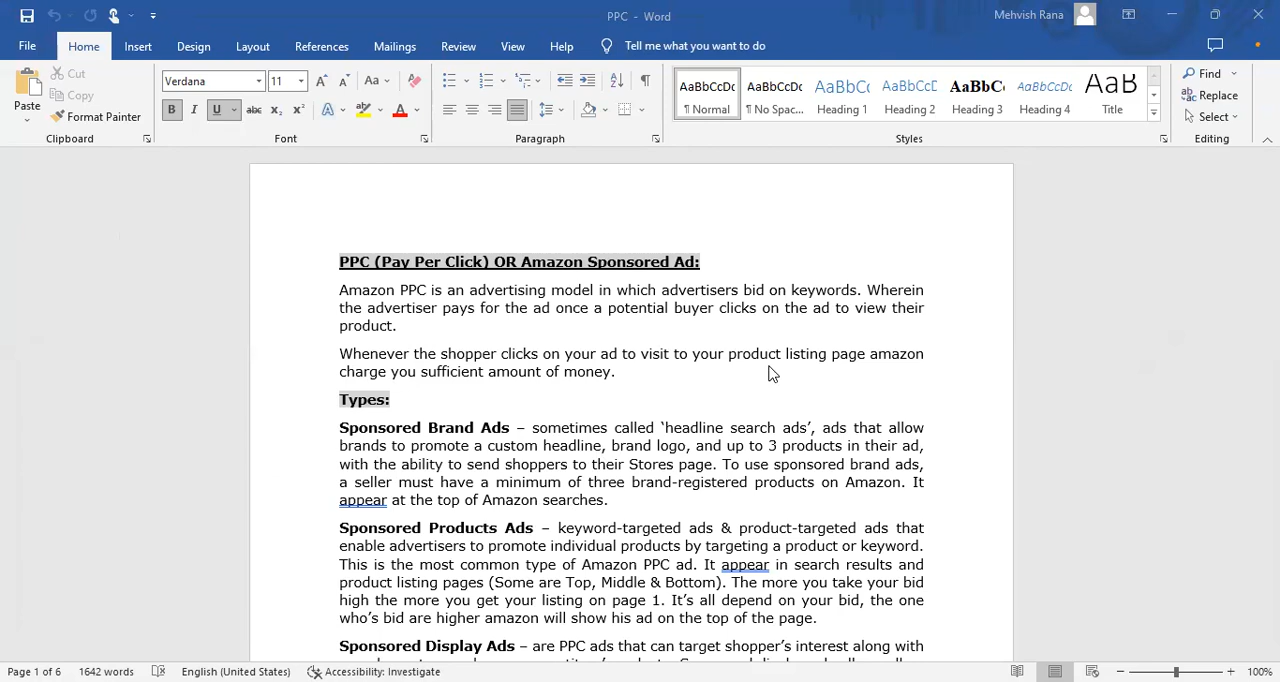 PPC - Word
Mehvish Rana
File Home Insert Design Layout References Mailings Review View Help Tell me what you want to do
Paste
Cut
Copy
Format Painter
Clipboard
Verdana 11
Font
Paragraph
AaBbCcDc AaBbCcDc AaBbCc AaBbCcD AaBbC AaBbCcDc AaB
¶ Normal ¶ No Spac... Heading 1 Heading 2 Heading 3 Heading 4 Title
Styles
Find
Replace
Select
Editing
PPC (Pay Per Click) OR Amazon Sponsored Ad:
Amazon PPC is an advertising model in which advertisers bid on keywords. Wherein
the advertiser pays for the ad once a potential buyer clicks on the ad to view their
product.
Whenever the shopper clicks on your ad to visit to your product listing page amazon
charge you sufficient amount of money.
Types:
Sponsored Brand Ads – sometimes called ‘headline search ads’, ads that allow
brands to promote a custom headline, brand logo, and up to 3 products in their ad,
with the ability to send shoppers to their Stores page. To use sponsored brand ads,
a seller must have a minimum of three brand-registered products on Amazon. It
appear at the top of Amazon searches.
Sponsored Products Ads – keyword-targeted ads & product-targeted ads that
enable advertisers to promote individual products by targeting a product or keyword.
This is the most common type of Amazon PPC ad. It appear in search results and
product listing pages (Some are Top, Middle & Bottom). The more you take your bid
high the more you get your listing on page 1. It’s all depend on your bid, the one
who’s bid are higher amazon will show his ad on the top of the page.
Sponsored Display Ads – are PPC ads that can target shopper’s interest along with
Page 1 of 6 1642 words English (United States) Accessibility: Investigate 100%